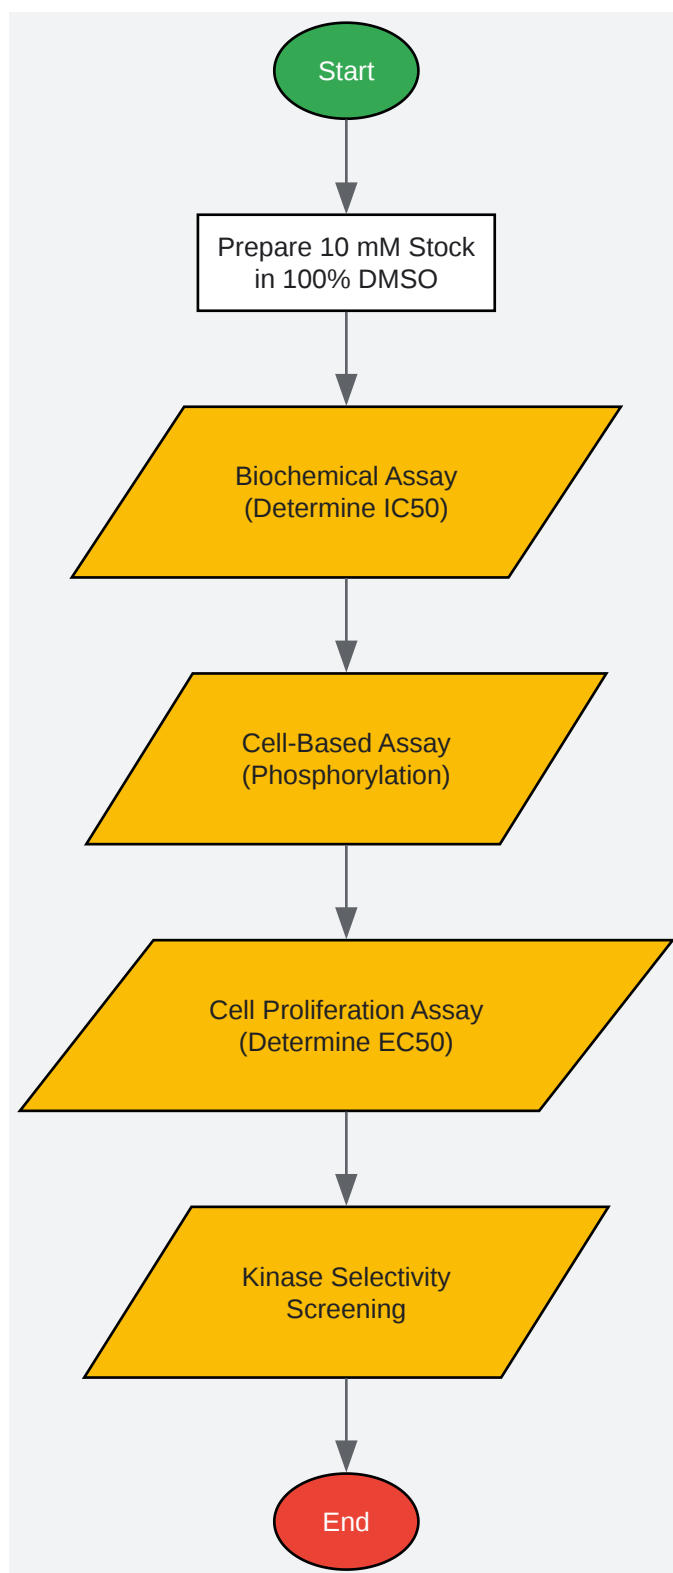 Start
Prepare 10 mM Stock
in 100% DMSO
Biochemical Assay
(Determine IC50)
Cell-Based Assay
(Phosphorylation)
Cell Proliferation Assay
(Determine EC50)
Kinase Selectivity
Screening
End